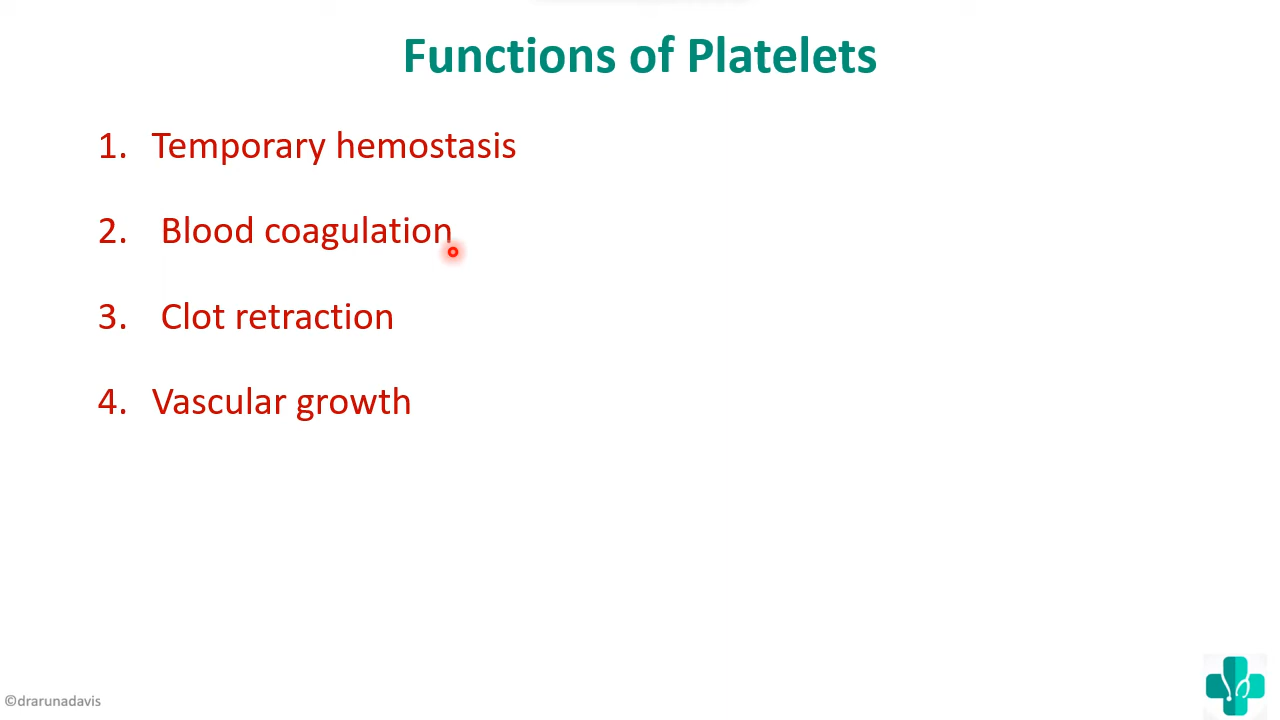 Functions of Platelets
1. Temporary hemostasis
2. Blood coagulation
3. Clot retraction
4. Vascular growth
©drarunadavis